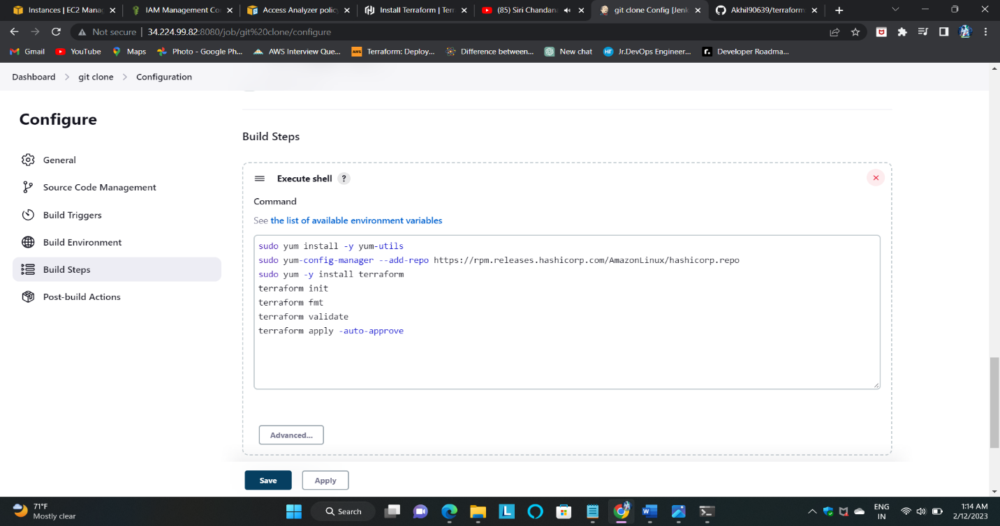 Instances | EC2 Mana
IAM Management Co
Access Analyzer policy
Install Terraform | Terr
(85) Siri Chandana
git clone Config [Jenk
Akhil90639/terraform
Not secure
34.224.99.82:8080/job/git%20clone/configure
Gmail
YouTube
Maps
Photo - Google Ph...
AWS Interview Que...
aws
Terraform: Deploy...
Difference between...
New chat
HT
Jr.DevOps Engineer...
r.
Developer Roadma...
Dashboard
git clone
Configuration
Configure
General
Source Code Management
Build Triggers
Build Environment
Build Steps
Post-build Actions
Build Steps
Execute shell ?
Command
See the list of available environment variables
sudo yum install -y yum-utils
sudo yum-config-manager --add-repo https://rpm.releases.hashicorp.com/AmazonLinux/hashicorp.repo
sudo yum -y install terraform
terraform init
terraform fmt
terraform validate
terraform apply -auto-approve
Advanced...
Save
Apply
71°F
Mostly clear
Search
L
W
ENG
IN
1:14 AM
2/12/2023